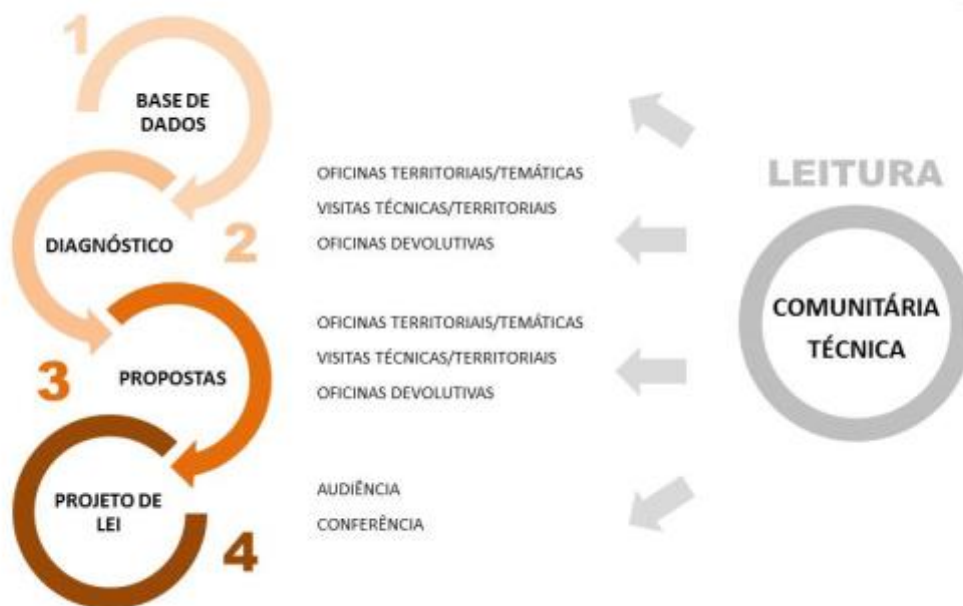 1
BASE DE
DADOS
OFICINAS TERRITORIAIS/TEMÁTICAS
VISITAS TÉCNICAS/TERRITORIAIS
OFICINAS DEVOLUTIVAS
DIAGNÓSTICO
2
3
PROPOSTAS
OFICINAS TERRITORIAIS/TEMÁTICAS
VISITAS TÉCNICAS/TERRITORIAIS
OFICINAS DEVOLUTIVAS
PROJETO DE
LEI
4
AUDIÊNCIA
CONFERÊNCIA
LEITURA
COMUNITÁRIA
TÉCNICA